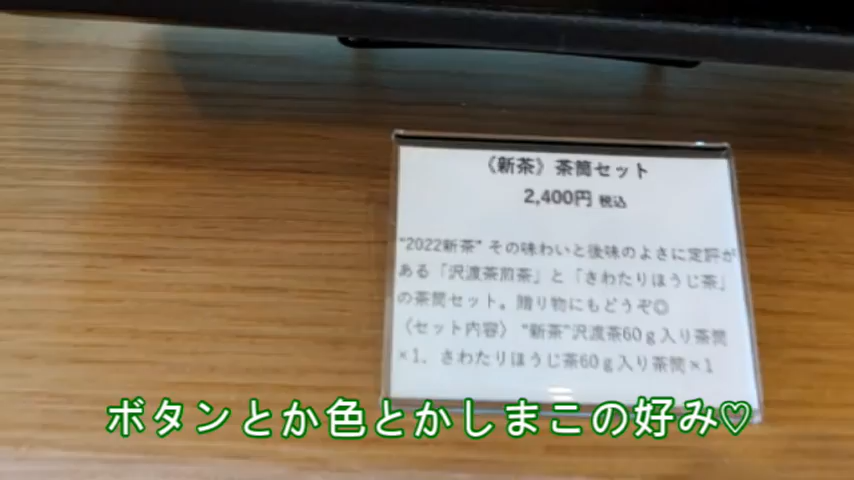 《新茶》茶筒セット
2,400円 税込
"2022新茶" その味わいと後味のよさに定評が
ある「沢渡茶煎茶」と「さわたりほうじ茶」
の茶筒セット。贈り物にもどうぞ◎
〈セット内容〉 "新茶"沢渡茶60g入り茶筒
×1、さわたりほうじ茶60g入り茶筒×1
ボタンとか色とかしまこの好み♡